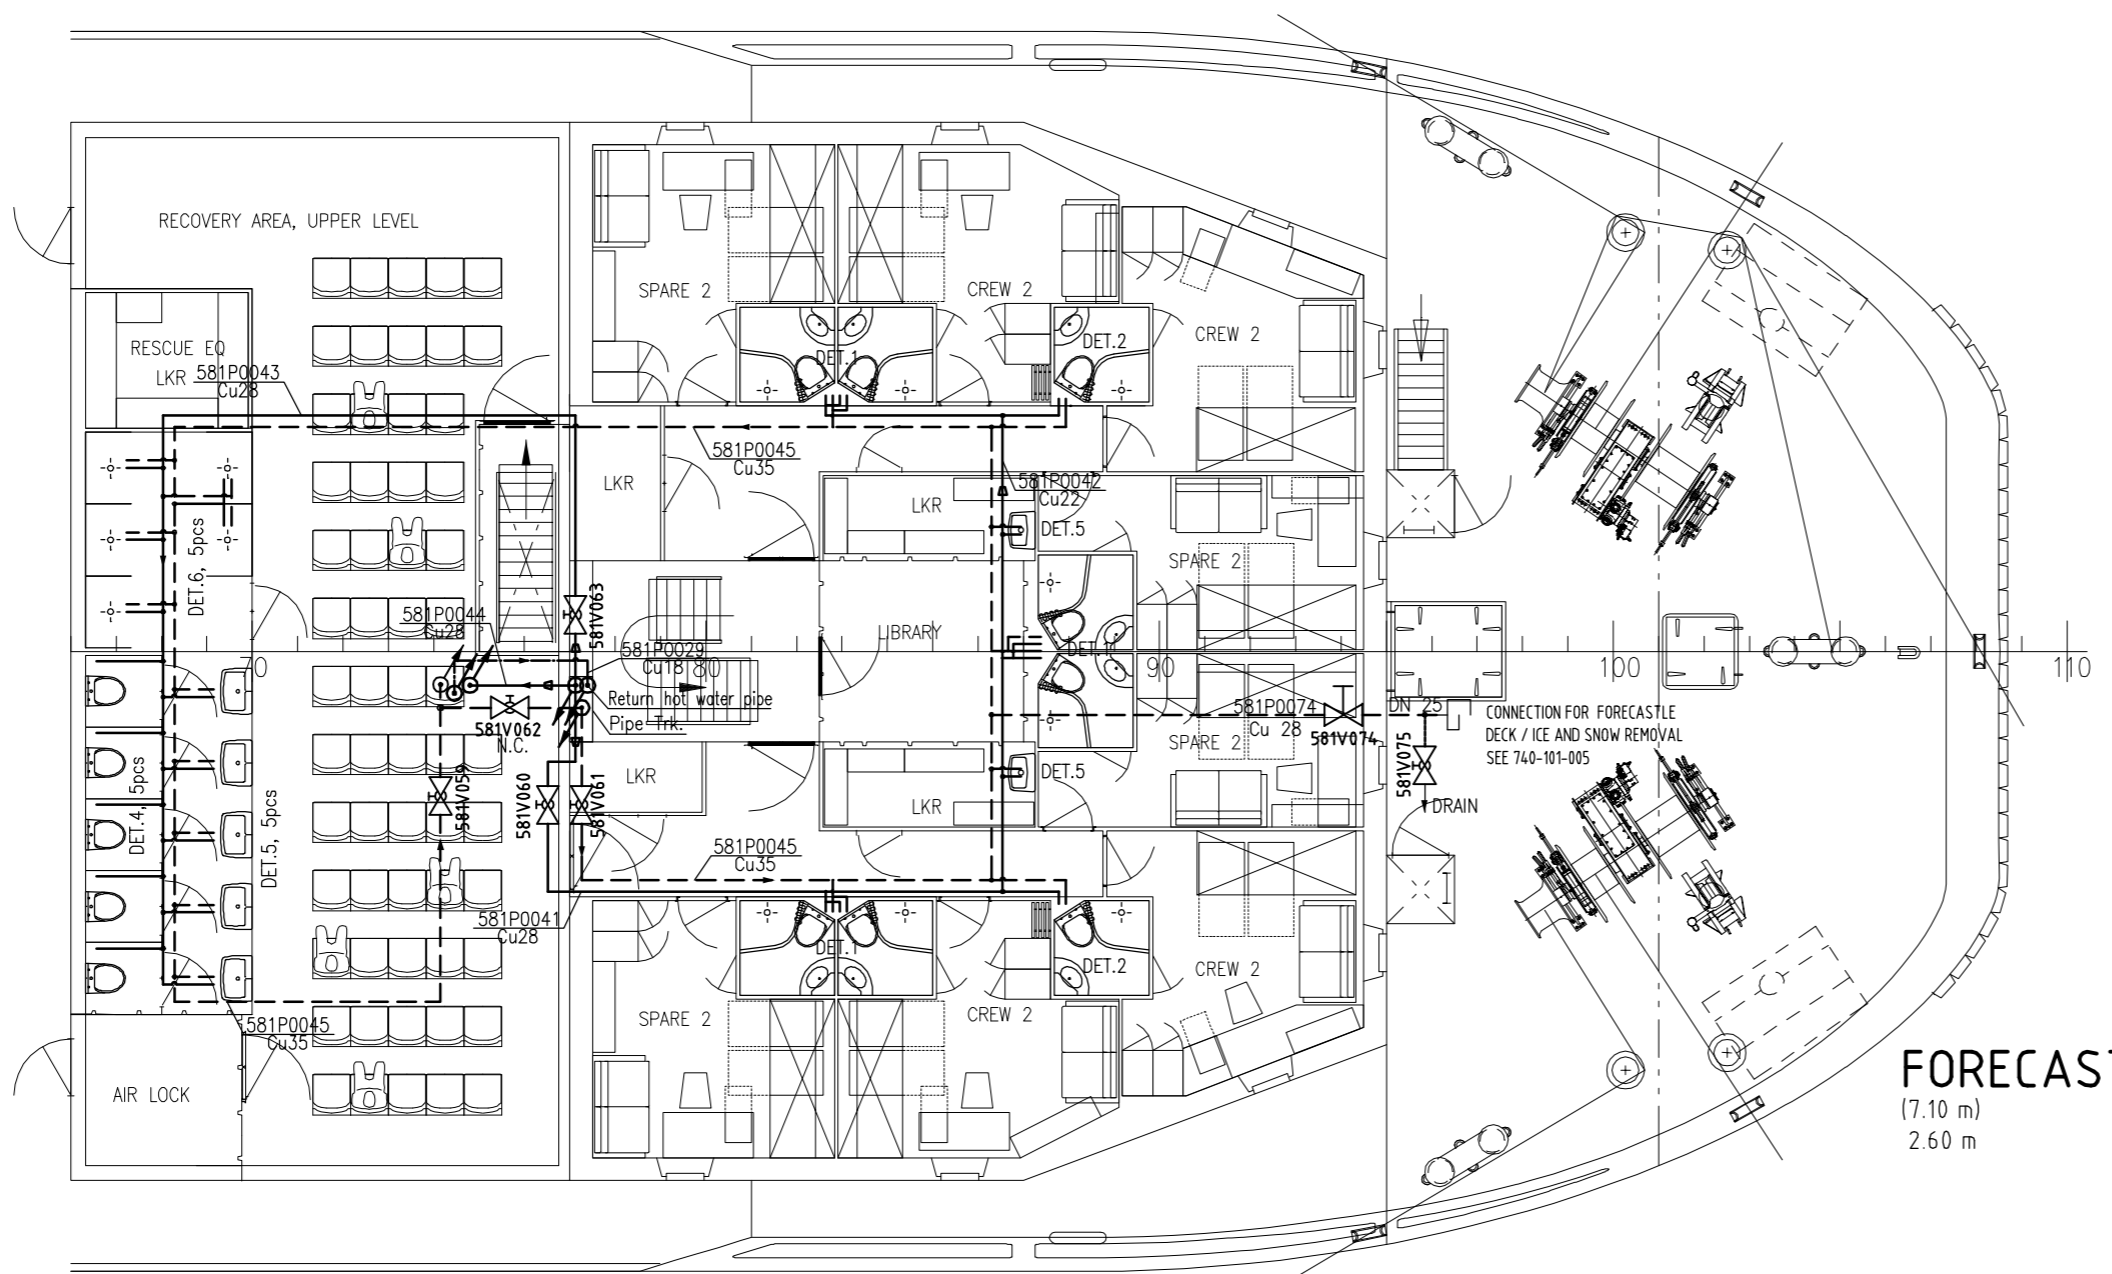 RECOVERY AREA, UPPER LEVEL
SPARE 2
CREW 2
CREW 2
RESCUE EQ
LKR
581P0043
Cu28
DET.1
DET.2
581P0045
Cu35
LKR
581P0042
Cu22
LKR
DET.5
DET.6, 5pcs
SPARE 2
581V063
581P0044
Cu28
LIBRARY
581P0029
Cu18
DET.1
80
90
100
110
Return hot water pipe
Pipe Trk.
581V062
N.C.
581P0074
Cu 28
581V074
DN 25
CONNECTION FOR FORECASTLE
DECK / ICE AND SNOW REMOVAL
SEE 740-101-005
SPARE 2
581V075
DRAIN
DET.4, 5pcs
DET.5, 5pcs
581V059
581V060
581V061
LKR
DET.5
LKR
581P0045
Cu35
581P0041
Cu28
DET.1
DET.2
CREW 2
SPARE 2
CREW 2
581P0045
Cu35
AIR LOCK
FORECAS
(7.10 m)
2.60 m